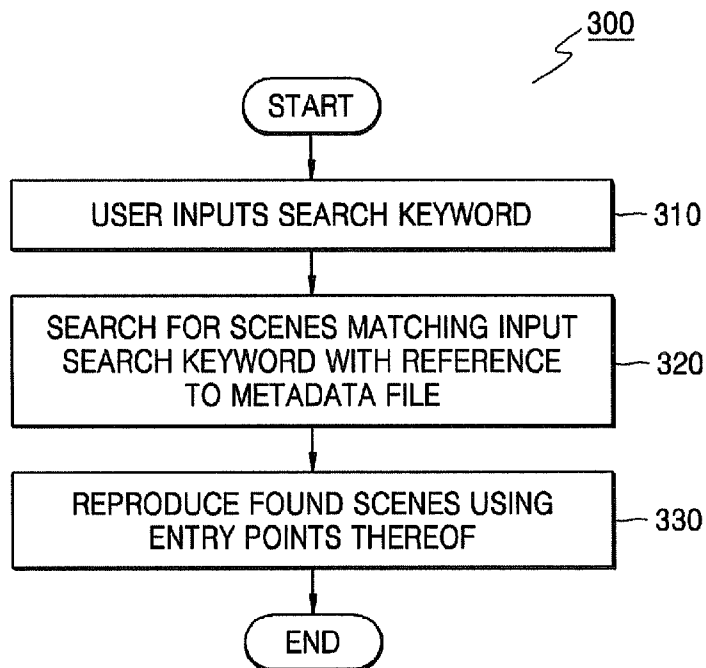 300
START
USER INPUTS SEARCH KEYWORD
310
SEARCH FOR SCENES MATCHING INPUT
SEARCH KEYWORD WITH REFERENCE
TO METADATA FILE
320
REPRODUCE FOUND SCENES USING
ENTRY POINTS THEREOF
330
END